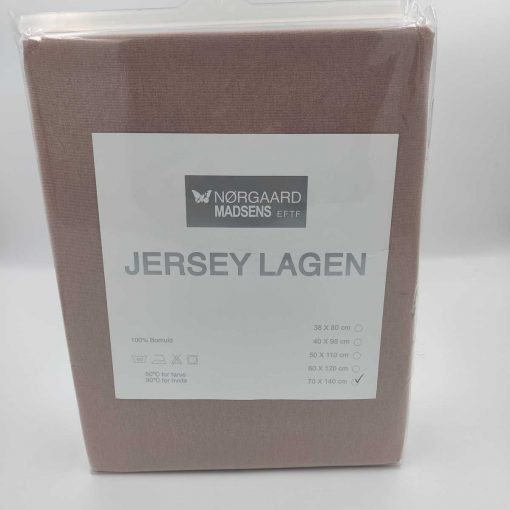 NØRGAARD
MADSENS EFTF
JERSEY LAGEN
38 X 80 cm
40 X 98 cm
50 X 110 cm
60 X 120 cm
70 X 140 cm
100% Bomuld
60°C for farve
90°C for hvide